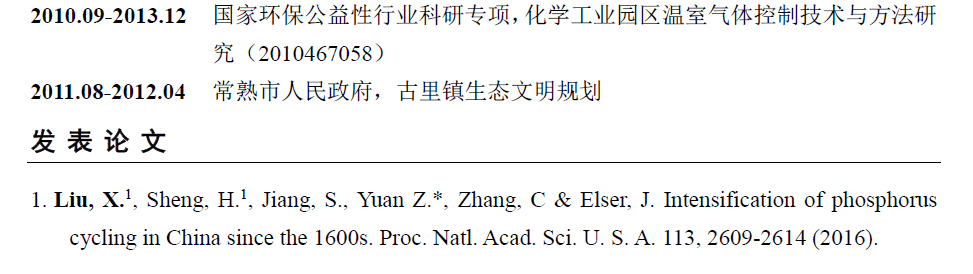 2010.09-2013.12 国家环保公益性行业科研专项，化学工业园区温室气体控制技术与方法研
究（2010467058）
2011.08-2012.04 常熟市人民政府，古里镇生态文明规划
发 表 论 文
1. Liu, X.¹, Sheng, H.¹, Jiang, S., Yuan Z.*, Zhang, C & Elser, J. Intensification of phosphorus
cycling in China since the 1600s. Proc. Natl. Acad. Sci. U. S. A. 113, 2609-2614 (2016).